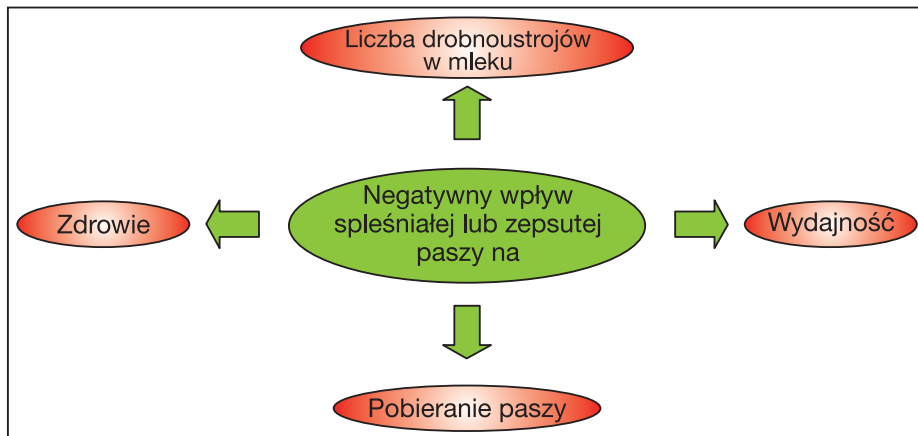 Liczba drobnoustrojów
w mleku
Negatywny wpływ
spleśniałej lub zepsutej
paszy na
Zdrowie
Wydajność
Pobieranie paszy